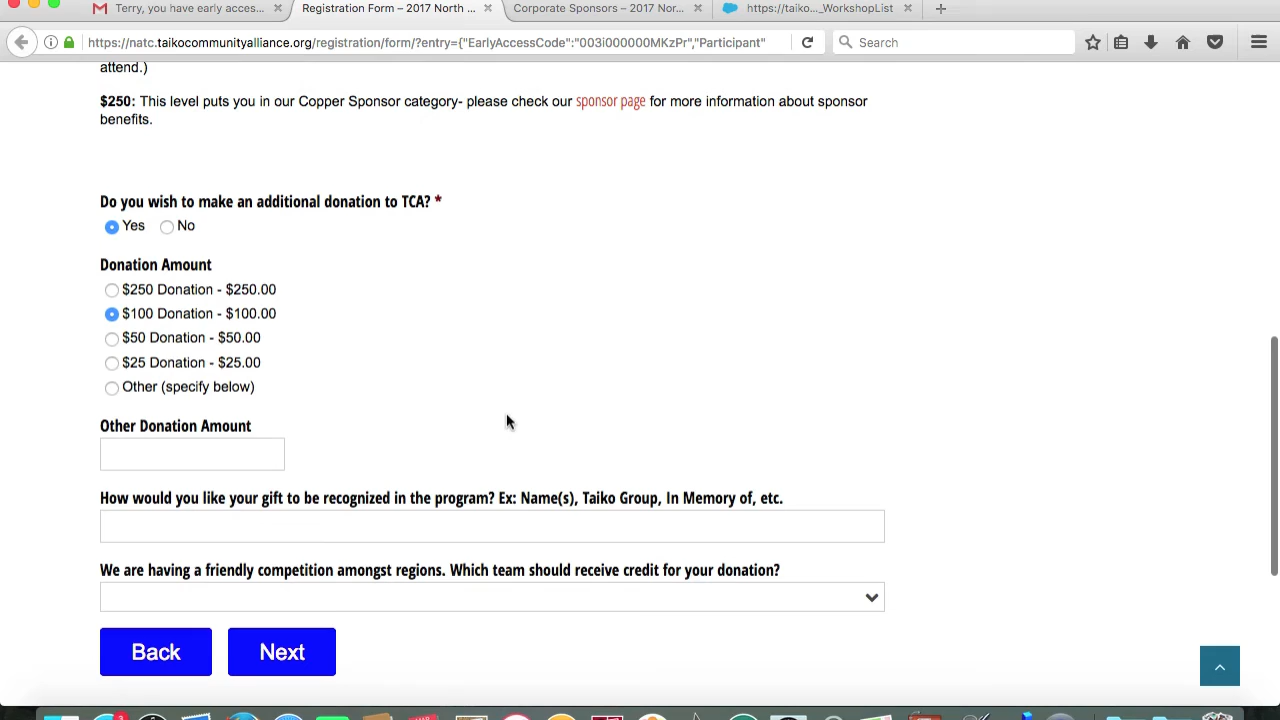 Terry, you have early acces...
Registration Form – 2017 North ...
Corporate Sponsors – 2017 Nor...
https://taiko..._WorkshopList
https://natc.taikocommunityalliance.org/registration/form/?entry={"EarlyAccessCode":"003i000000MKzPr","Participant"
Search
attend.)
$250: This level puts you in our Copper Sponsor category- please check our sponsor page for more information about sponsor
benefits.
Do you wish to make an additional donation to TCA? *
Yes No
Donation Amount
$250 Donation - $250.00
$100 Donation - $100.00
$50 Donation - $50.00
$25 Donation - $25.00
Other (specify below)
Other Donation Amount
How would you like your gift to be recognized in the program? Ex: Name(s), Taiko Group, In Memory of, etc.
We are having a friendly competition amongst regions. Which team should receive credit for your donation?
Back Next